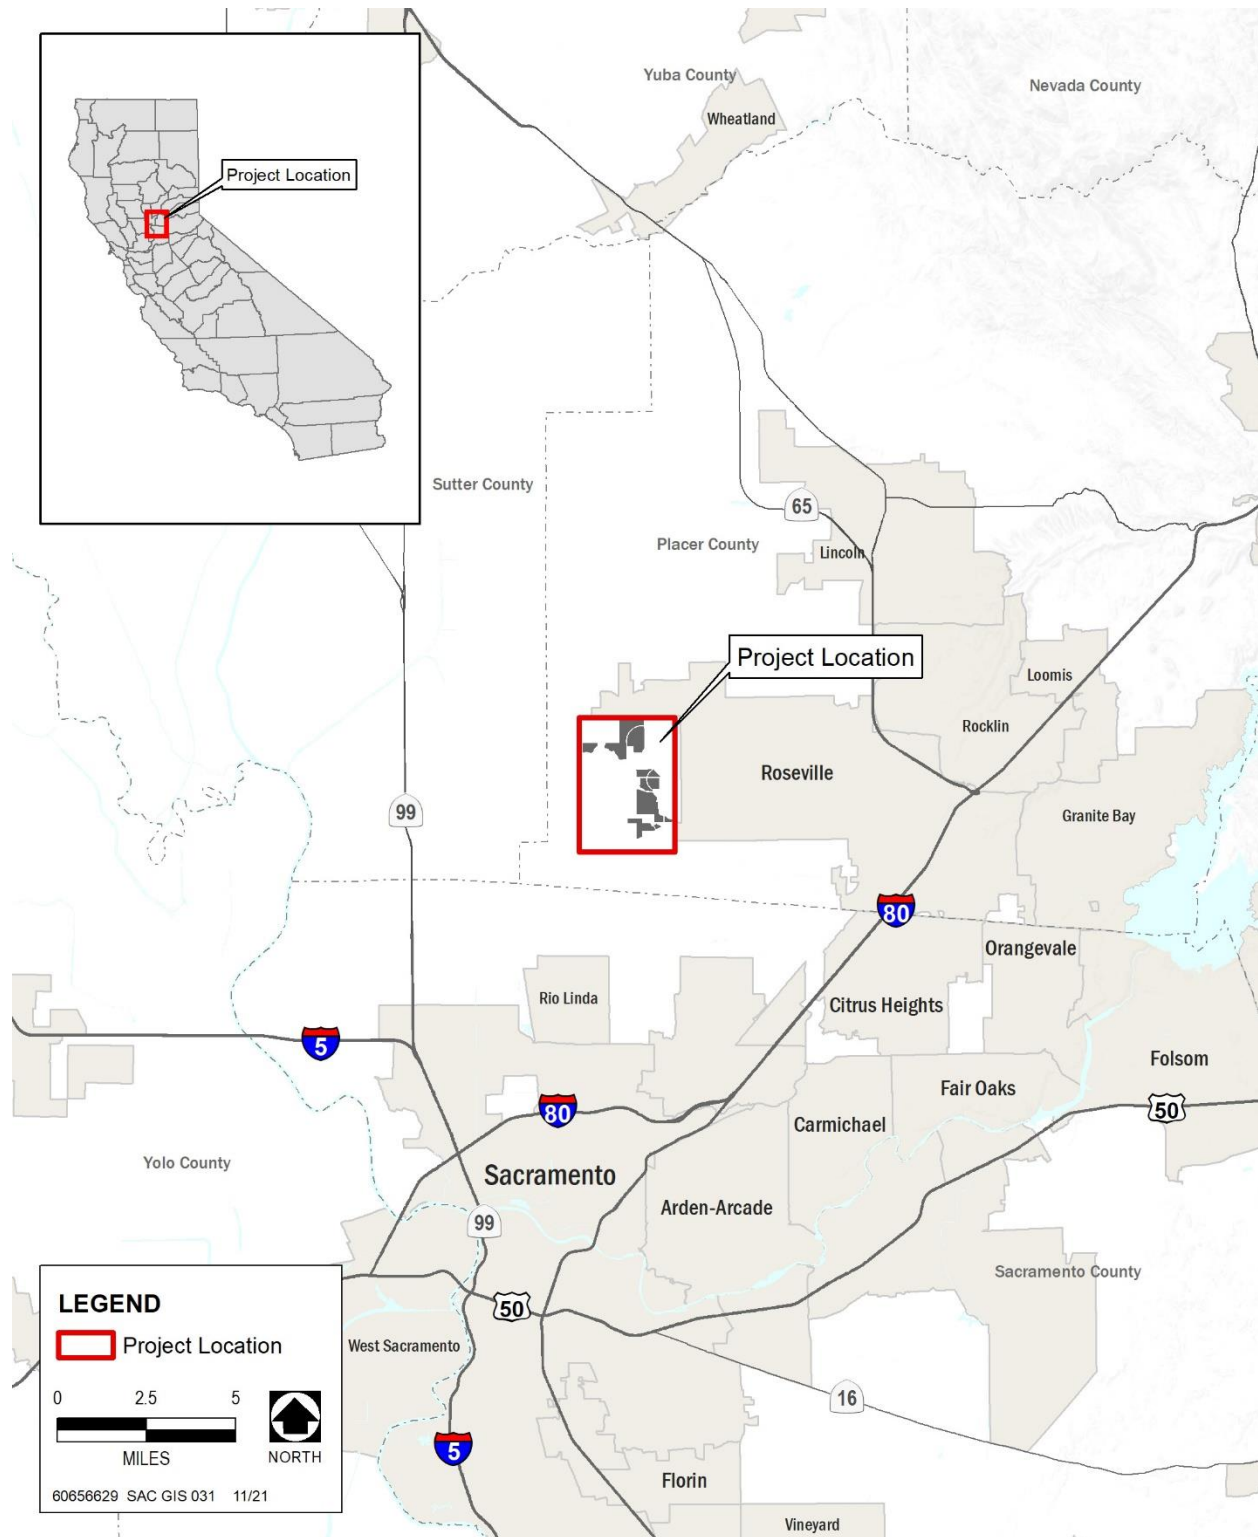 Project Location
Yuba County
Nevada County
Wheatland
Sutter County
65
Placer County
Lincoln
Project Location
Loomis
Rocklin
Roseville
99
Granite Bay
80
Orangevale
Rio Linda
Citrus Heights
5
Folsom
Fair Oaks
80
50
Carmichael
Yolo County
Sacramento
Arden-Arcade
99
Sacramento County
50
West Sacramento
16
5
Florin
Vineyard
LEGEND
Project Location
0 2.5 5
MILES
NORTH
60656629 SAC GIS 031 11/21